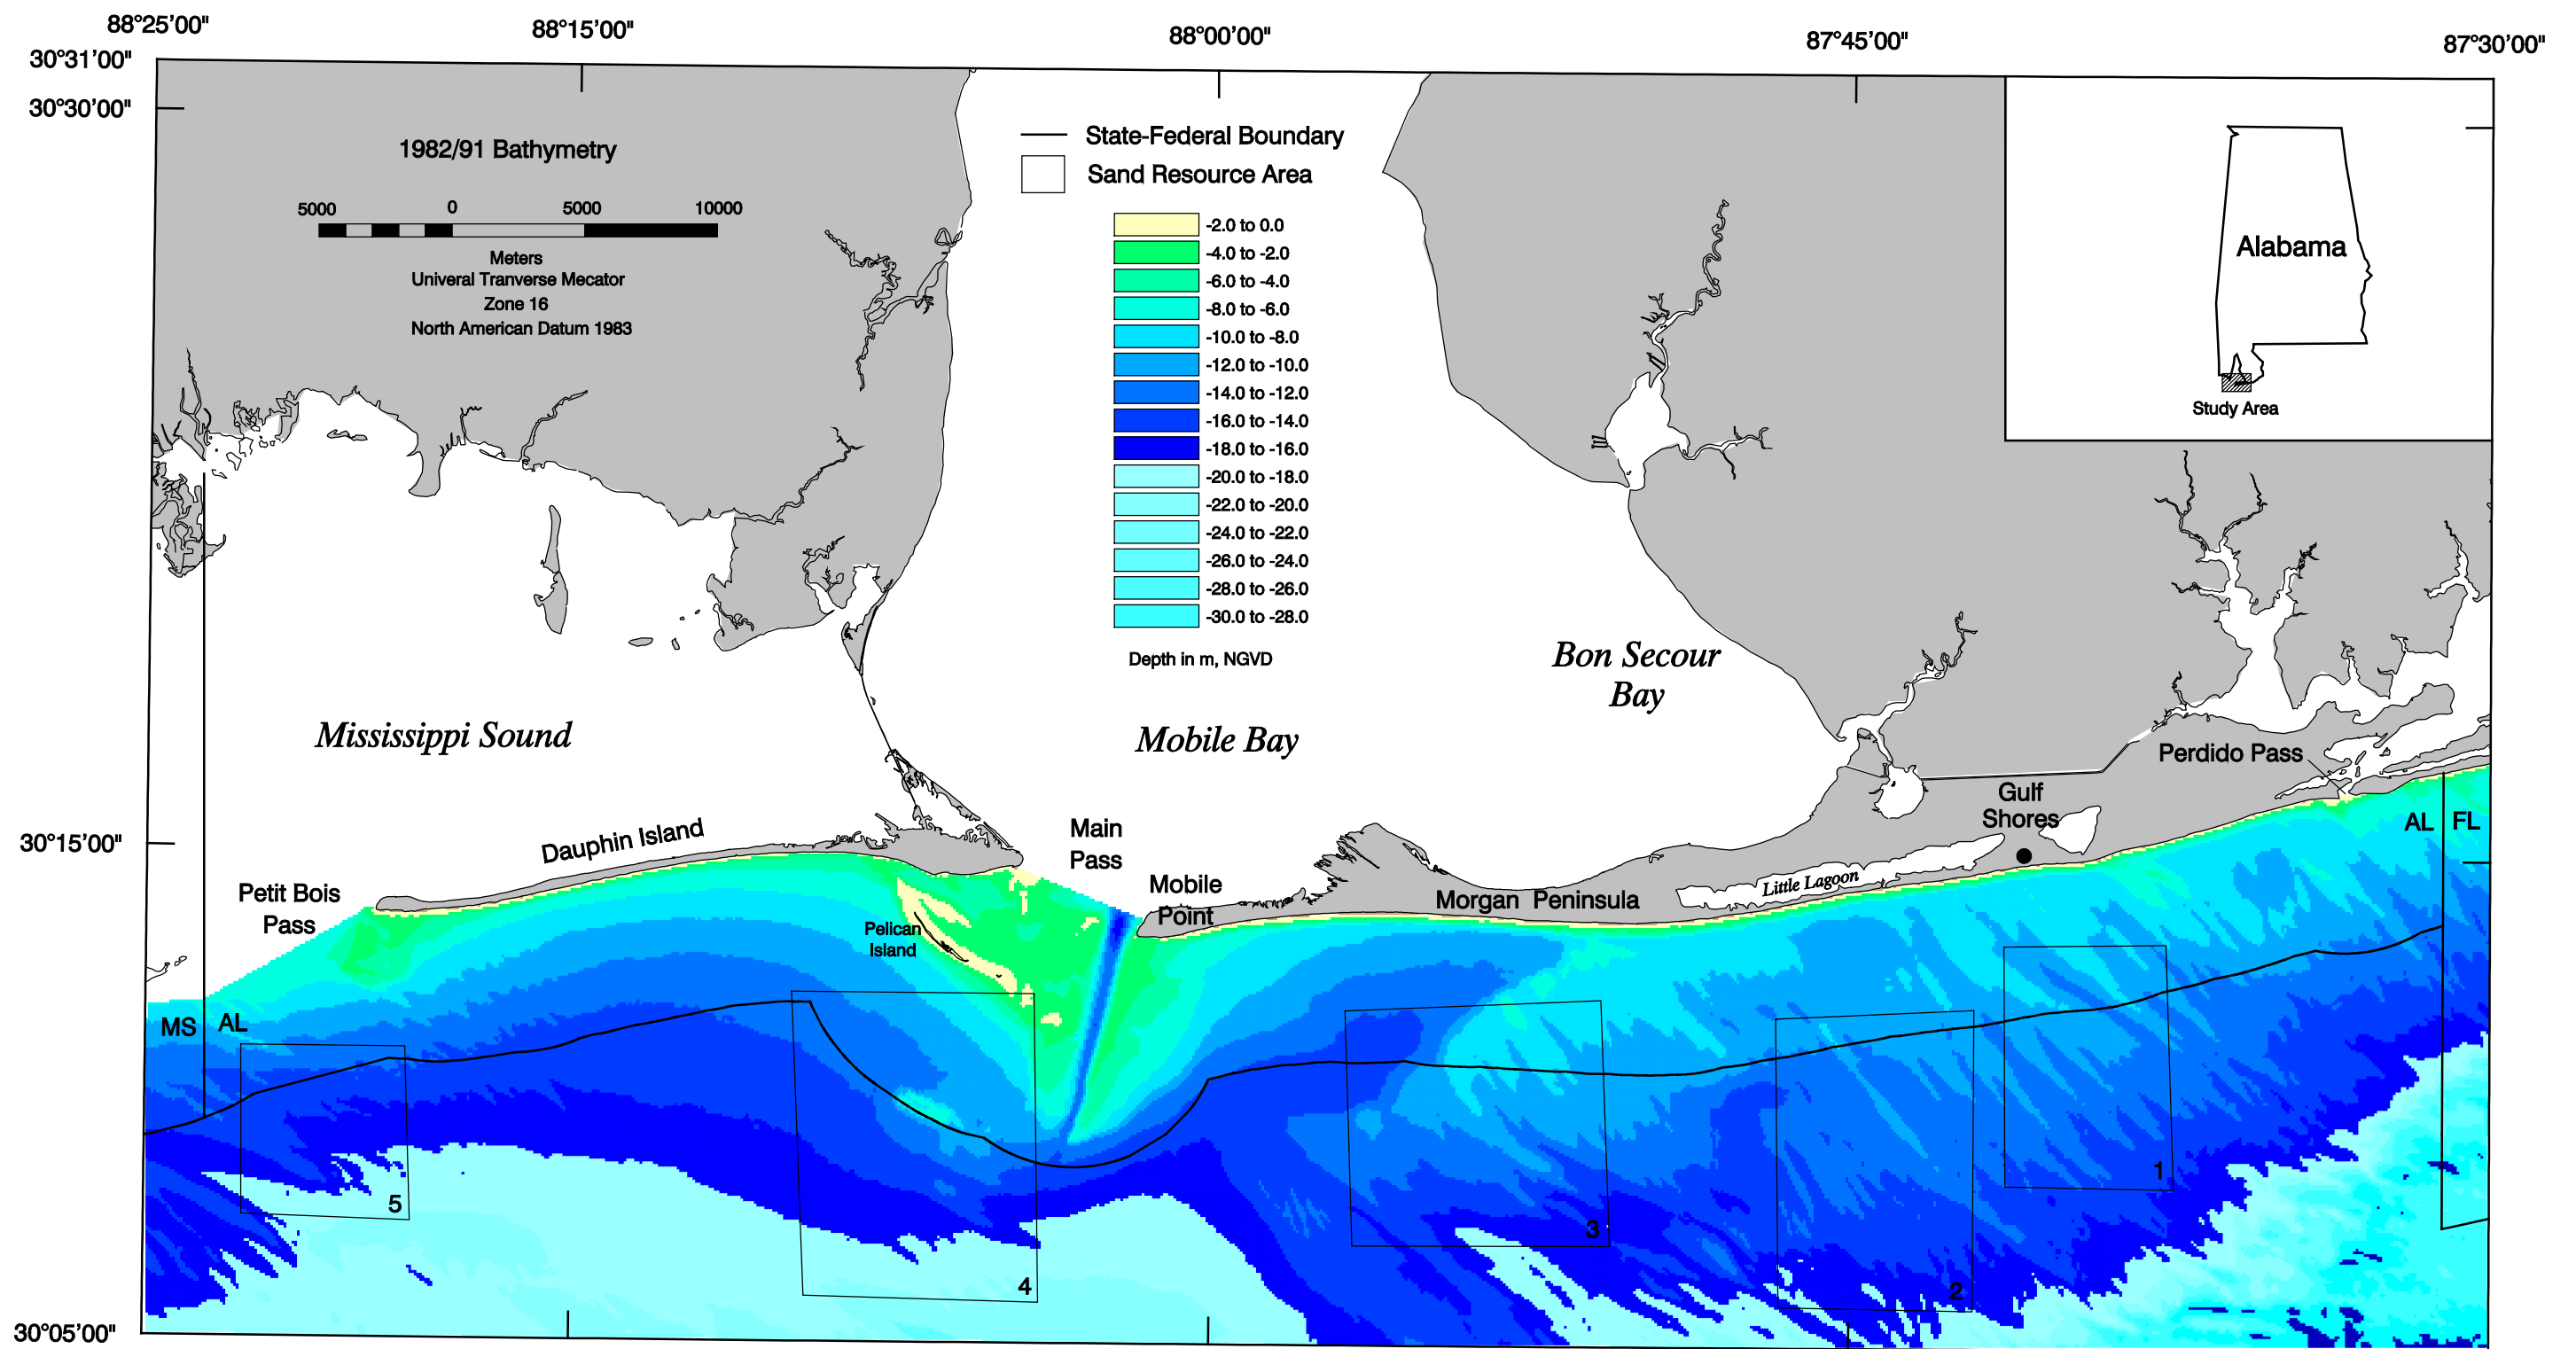 88°25'00" 88°15'00" 88°00'00" 87°45'00" 87°30'00"
30°31'00"
30°30'00"
1982/91 Bathymetry
5000 0 5000 10000
Meters
Univeral Tranverse Mecator
Zone 16
North American Datum 1983
State-Federal Boundary
Sand Resource Area
-2.0 to 0.0
-4.0 to -2.0
-6.0 to -4.0
-8.0 to -6.0
-10.0 to -8.0
-12.0 to -10.0
-14.0 to -12.0
-16.0 to -14.0
-18.0 to -16.0
-20.0 to -18.0
-22.0 to -20.0
-24.0 to -22.0
-26.0 to -24.0
-28.0 to -26.0
-30.0 to -28.0
Depth in m, NGVD
Alabama
Study Area
Bon Secour
Bay
Mississippi Sound
Mobile Bay
Perdido Pass
Gulf
Shores
AL FL
30°15'00"
Dauphin Island
Main
Pass
Petit Bois
Pass
Mobile
Point
Morgan Peninsula
Little Lagoon
Pelican
Island
MS AL
5
4
3
2
1
30°05'00"